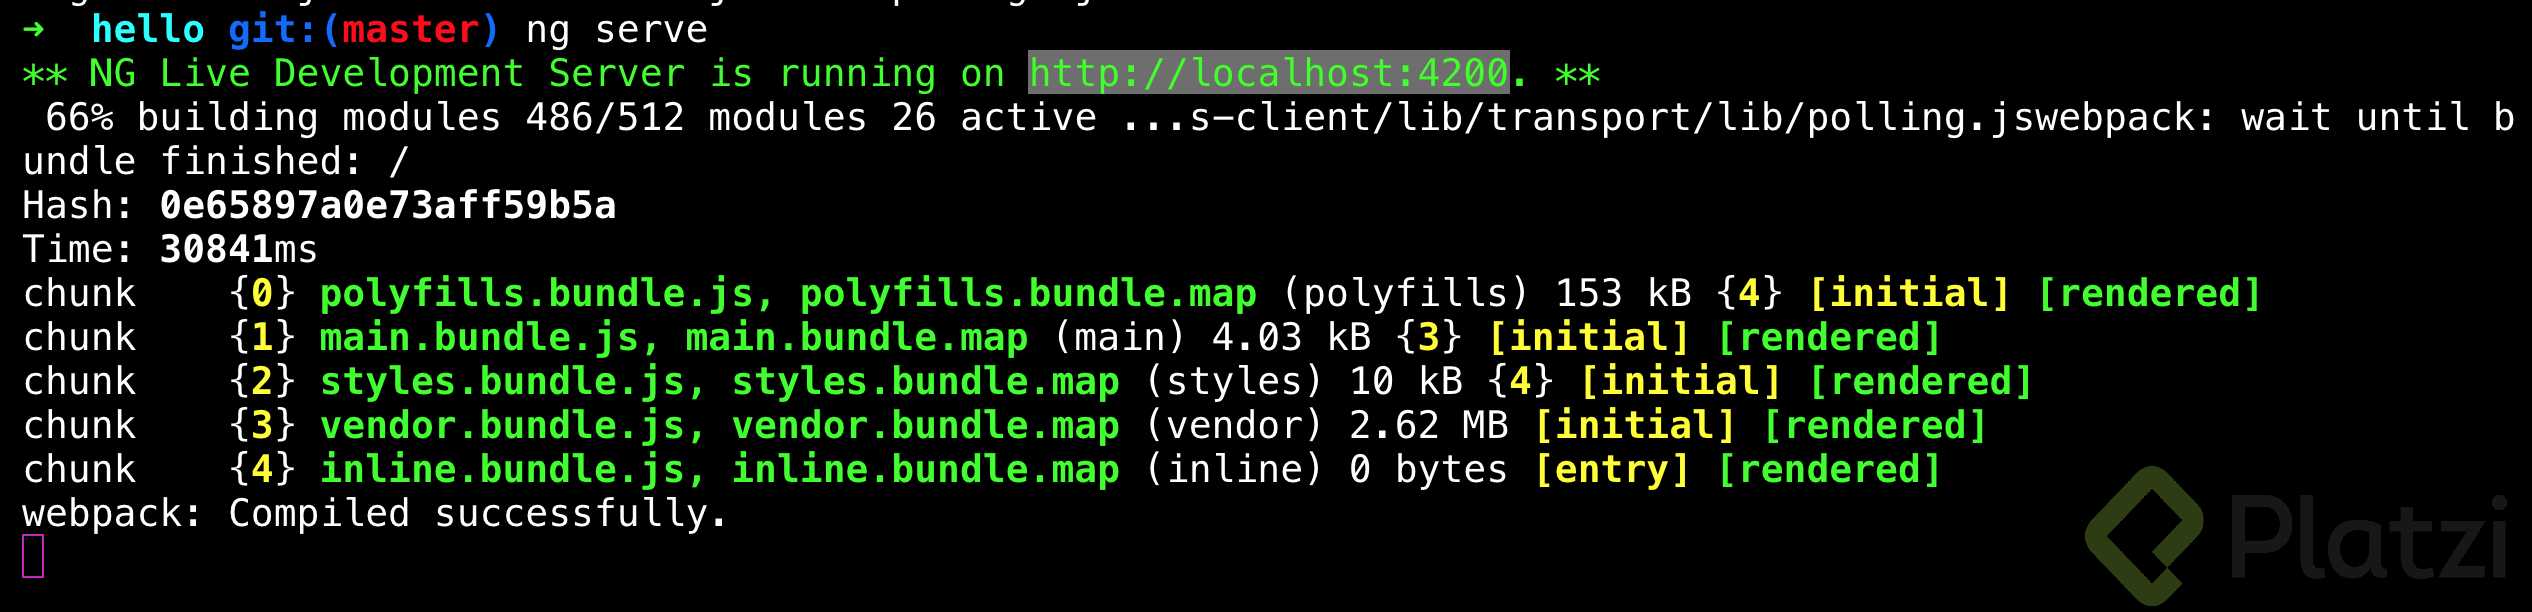 ➜  hello git:(master) ng serve
** NG Live Development Server is running on http://localhost:4200. **
 66% building modules 486/512 modules 26 active ...s-client/lib/transport/lib/polling.jswebpack: wait until b
undle finished: /
Hash: 0e65897a0e73aff59b5a
Time: 30841ms
chunk    {0} polyfills.bundle.js, polyfills.bundle.map (polyfills) 153 kB {4} [initial] [rendered]
chunk    {1} main.bundle.js, main.bundle.map (main) 4.03 kB {3} [initial] [rendered]
chunk    {2} styles.bundle.js, styles.bundle.map (styles) 10 kB {4} [initial] [rendered]
chunk    {3} vendor.bundle.js, vendor.bundle.map (vendor) 2.62 MB [initial] [rendered]
chunk    {4} inline.bundle.js, inline.bundle.map (inline) 0 bytes [entry] [rendered]
webpack: Compiled successfully.
Platzi